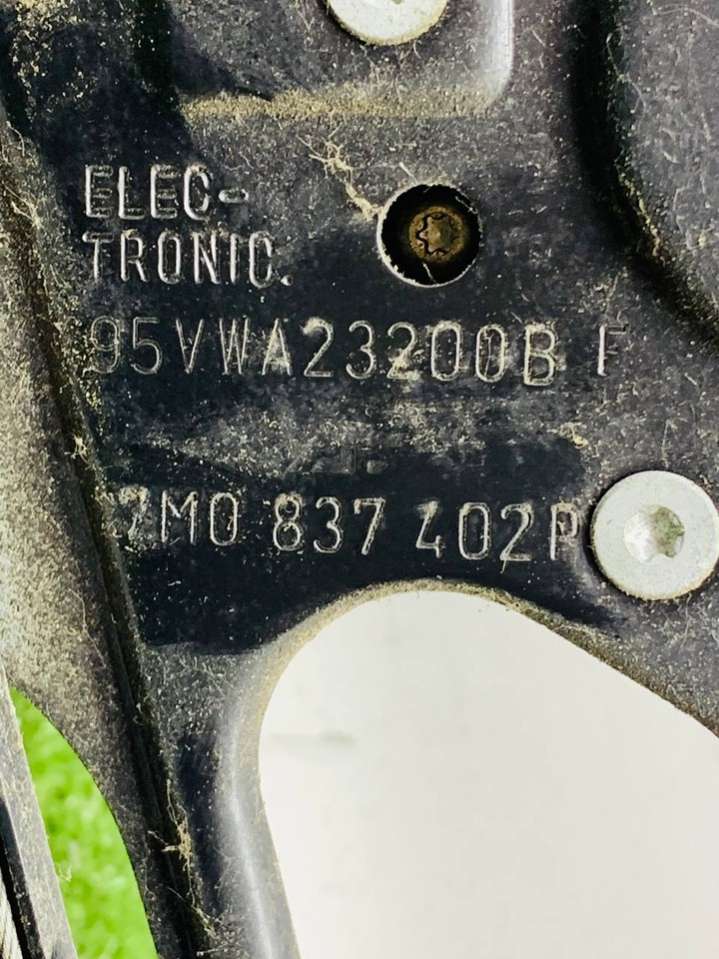 ELEC-
TRONIC.
95VWA23200B F
7M0 837 402P